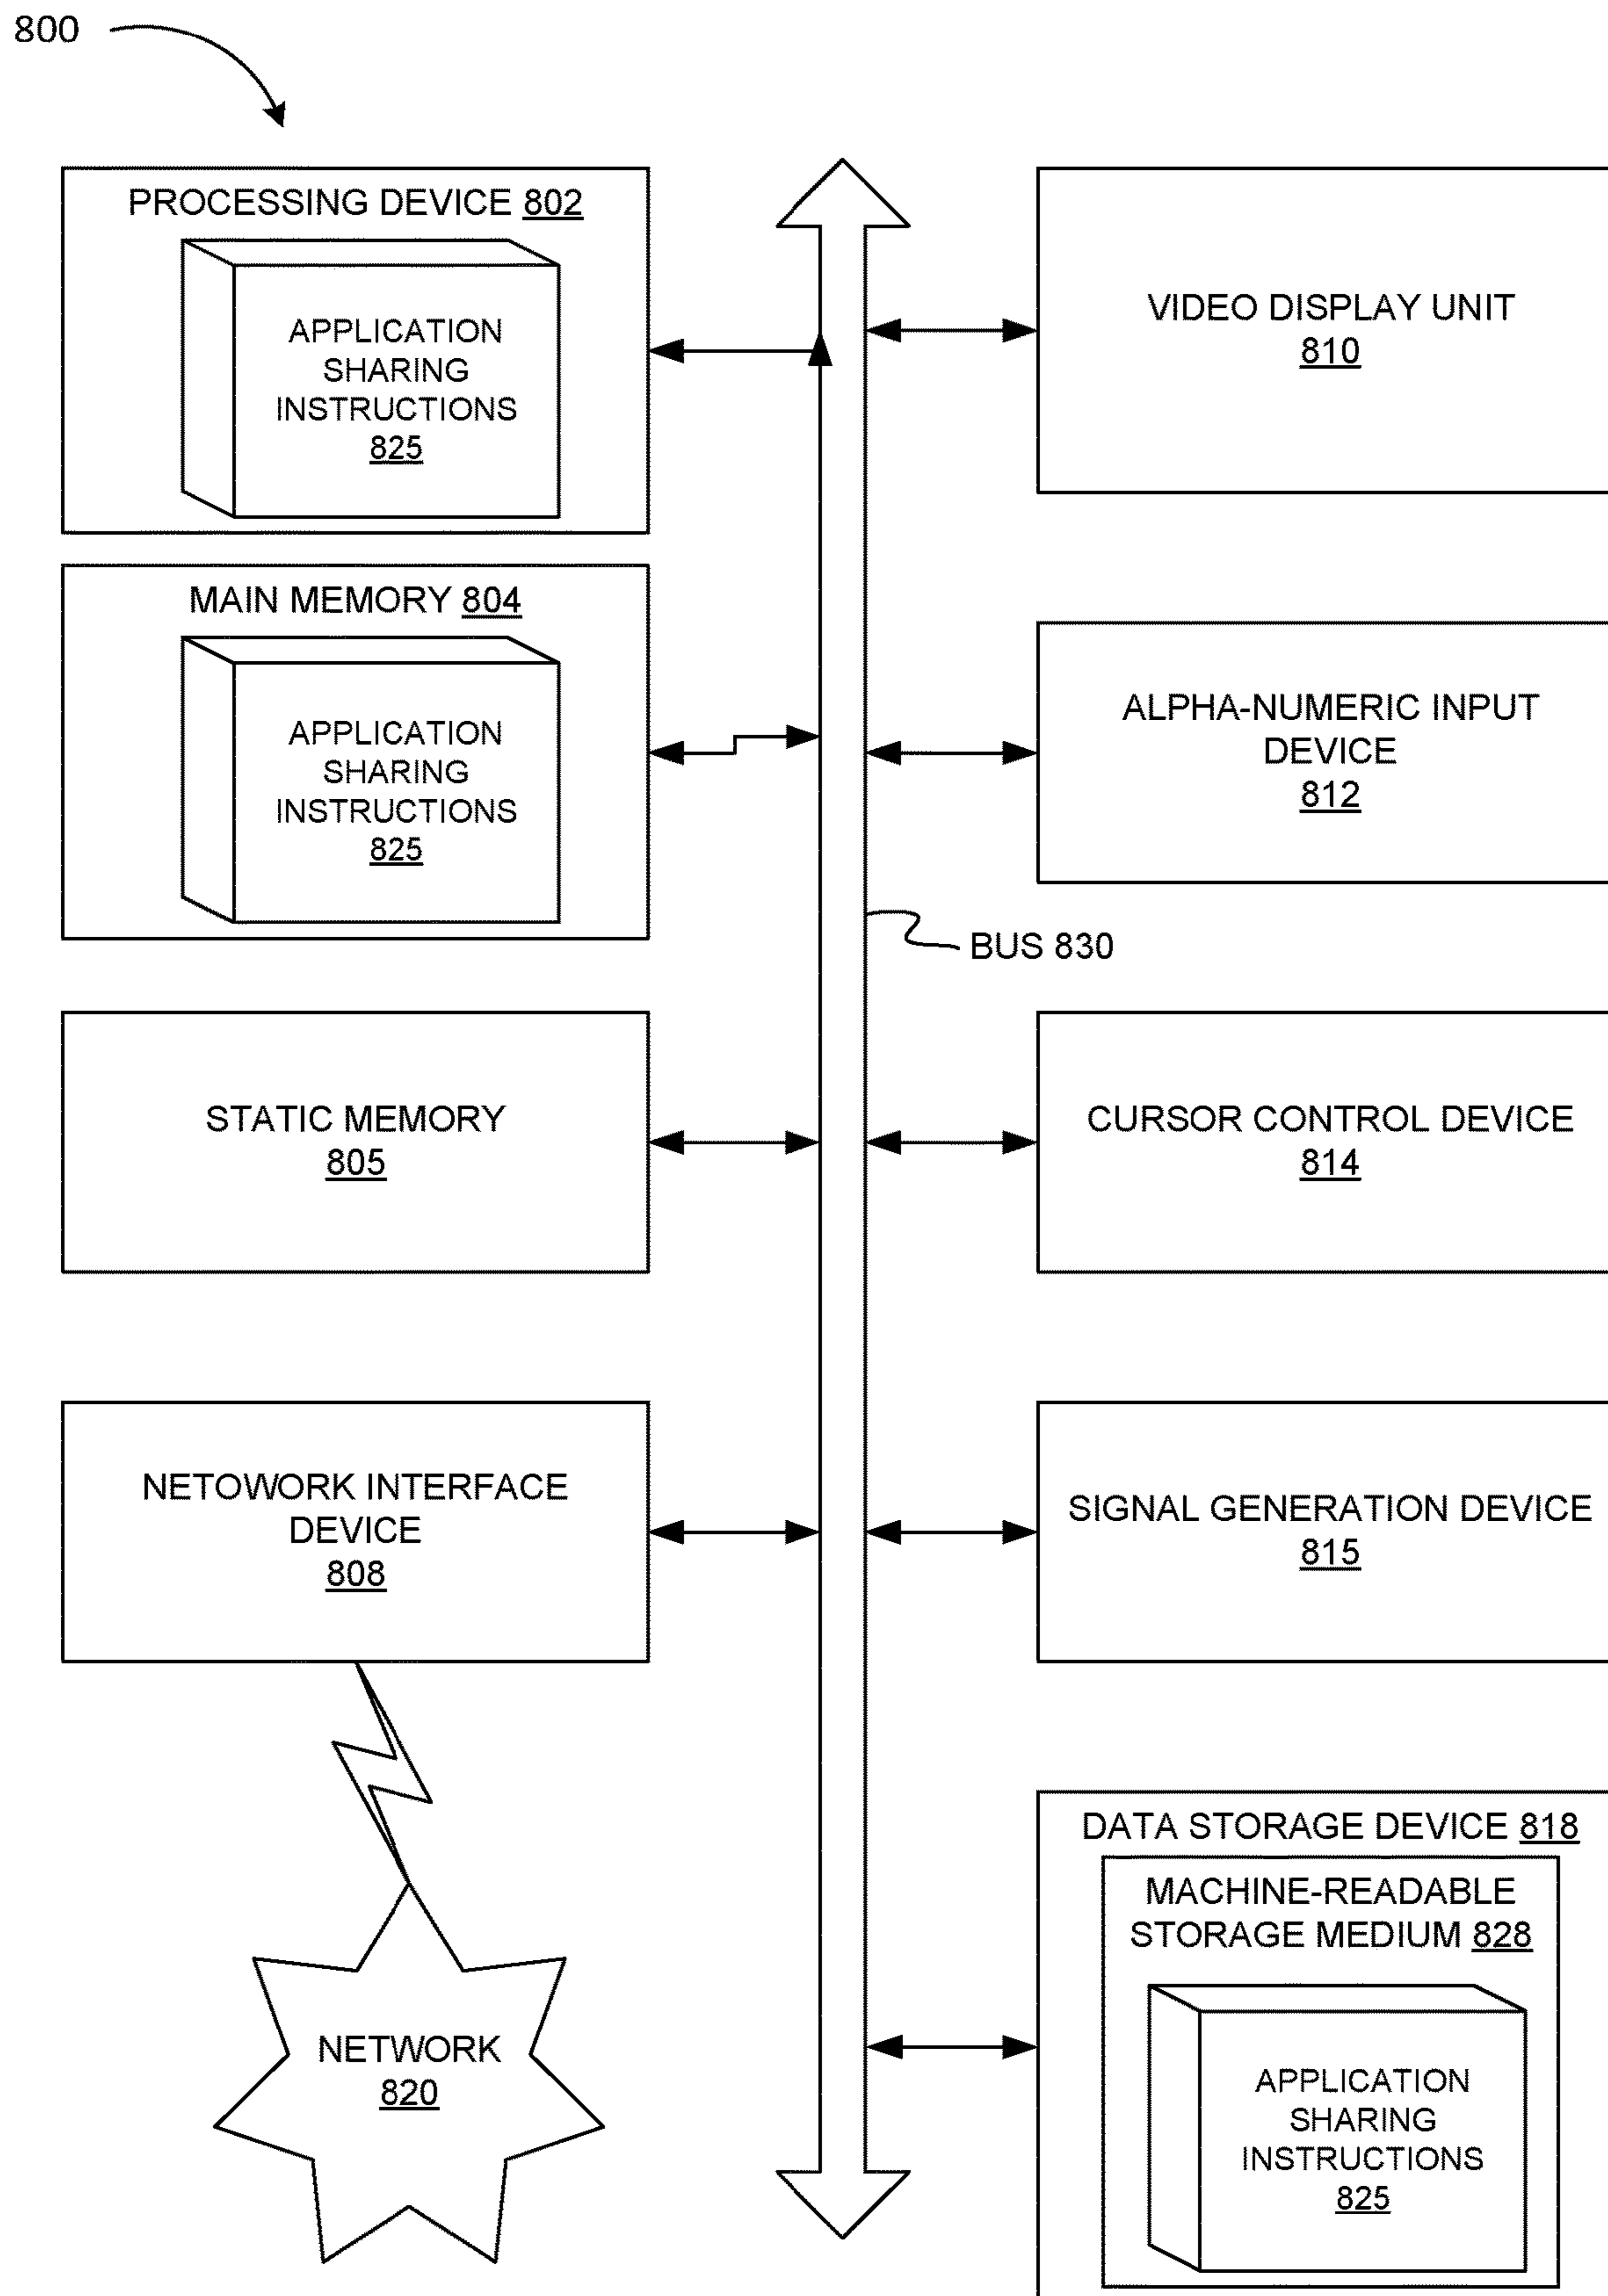 800
PROCESSING DEVICE 802
APPLICATION
SHARING
INSTRUCTIONS
825
MAIN MEMORY 804
APPLICATION
SHARING
INSTRUCTIONS
825
STATIC MEMORY
805
NETOWORK INTERFACE
DEVICE
808
NETWORK
820
VIDEO DISPLAY UNIT
810
ALPHA-NUMERIC INPUT
DEVICE
812
BUS 830
CURSOR CONTROL DEVICE
814
SIGNAL GENERATION DEVICE
815
DATA STORAGE DEVICE 818
MACHINE-READABLE
STORAGE MEDIUM 828
APPLICATION
SHARING
INSTRUCTIONS
825